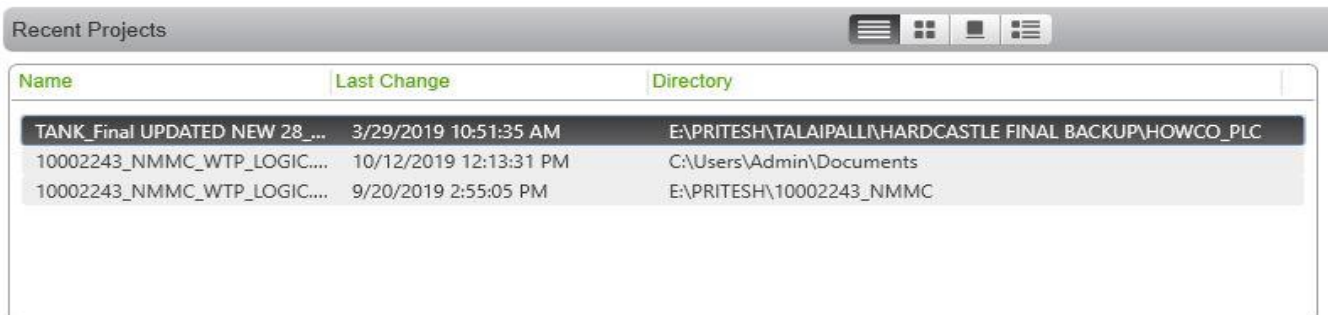 Recent Projects
Name Last Change Directory
TANK_Final UPDATED NEW 28_... 3/29/2019 10:51:35 AM E:\PRITESH\TALAIPALLI\HARDCASTLE FINAL BACKUP\HOWCO_PLC
10002243_NMMC_WTP_LOGIC.... 10/12/2019 12:13:31 PM C:\Users\Admin\Documents
10002243_NMMC_WTP_LOGIC.... 9/20/2019 2:55:05 PM E:\PRITESH\10002243_NMMC